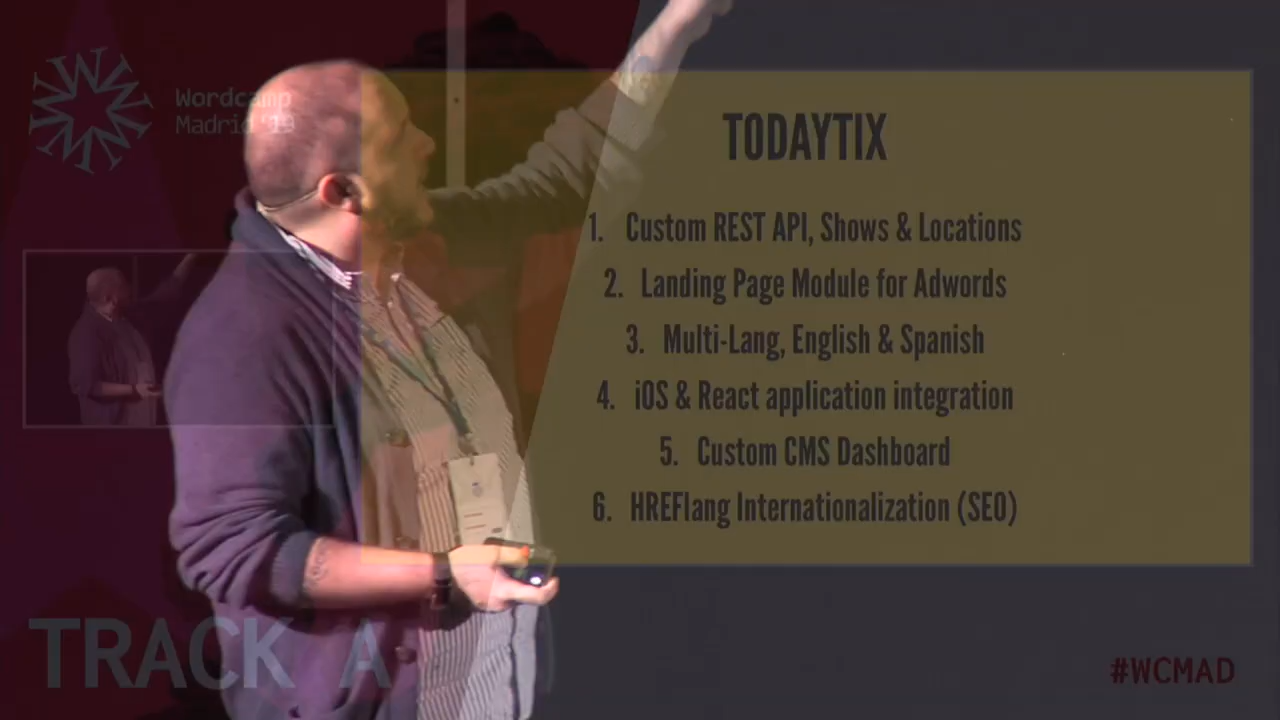 Wordcamp
Madrid '19
TODAYTIX
1. Custom REST API, Shows & Locations
2. Landing Page Module for Adwords
3. Multi-Lang, English & Spanish
4. iOS & React application integration
5. Custom CMS Dashboard
6. HREFlang Internationalization (SEO)
TRACK A
#WCMAD